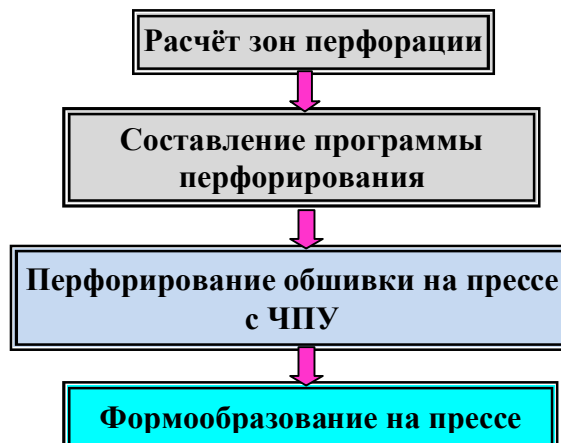 Расчёт зон перфорации
Составление программы
перфорирования
Перфорирование обшивки на прессе
с ЧПУ
Формообразование на прессе